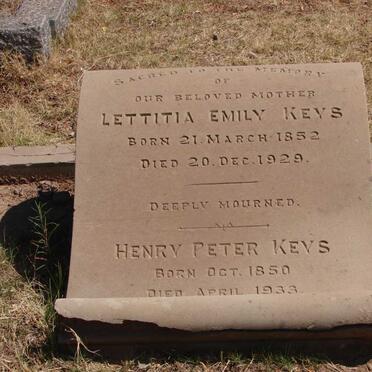 SACRED TO THE MEMORY
OF
OUR BELOVED MOTHER
LETTITIA EMILY KEYS
BORN 21. MARCH 1852
DIED 20. DEC. 1929.
DEEPLY MOURNED.
HENRY PETER KEYS
BORN OCT. 1850
DIED APRIL 1933.